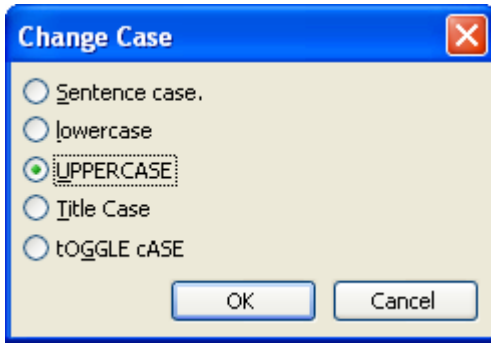 Change Case
Sentence case.
lowercase
UPPERCASE
Title Case
tOGGLE cASE
OK Cancel